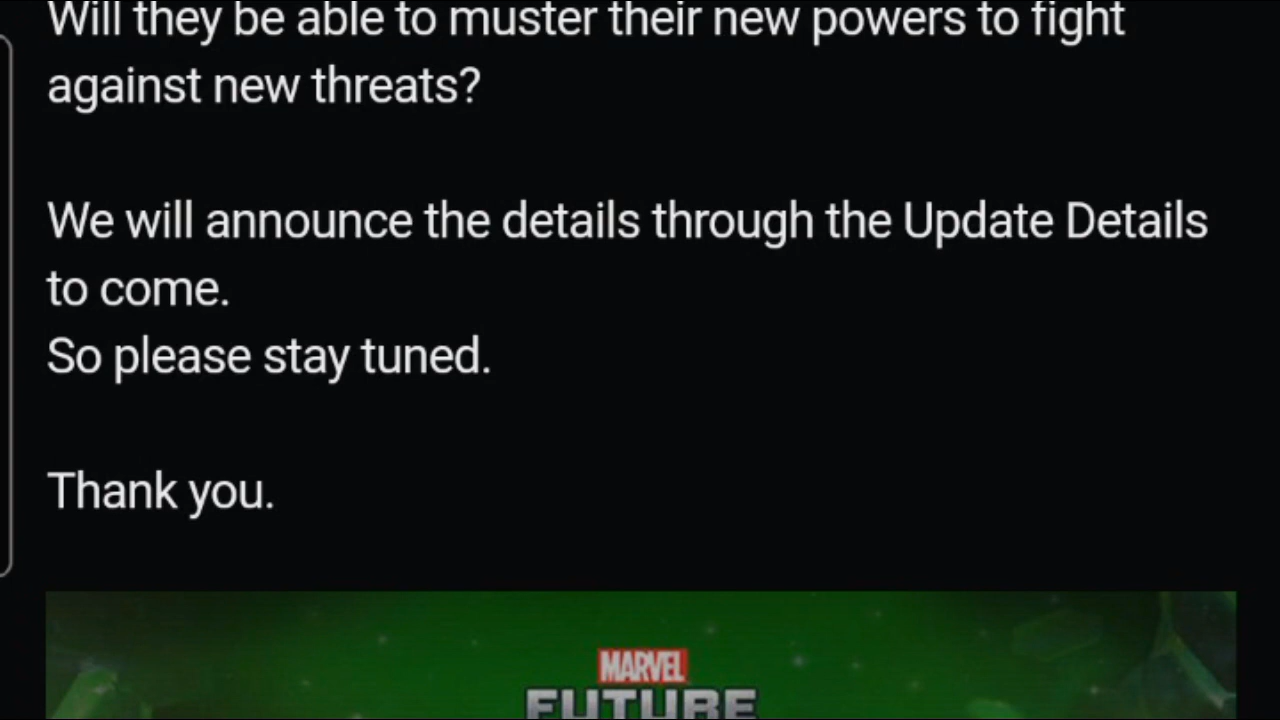 Will they be able to muster their new powers to fight
against new threats?
We will announce the details through the Update Details
to come.
So please stay tuned.
Thank you.
MARVEL
FUTURE